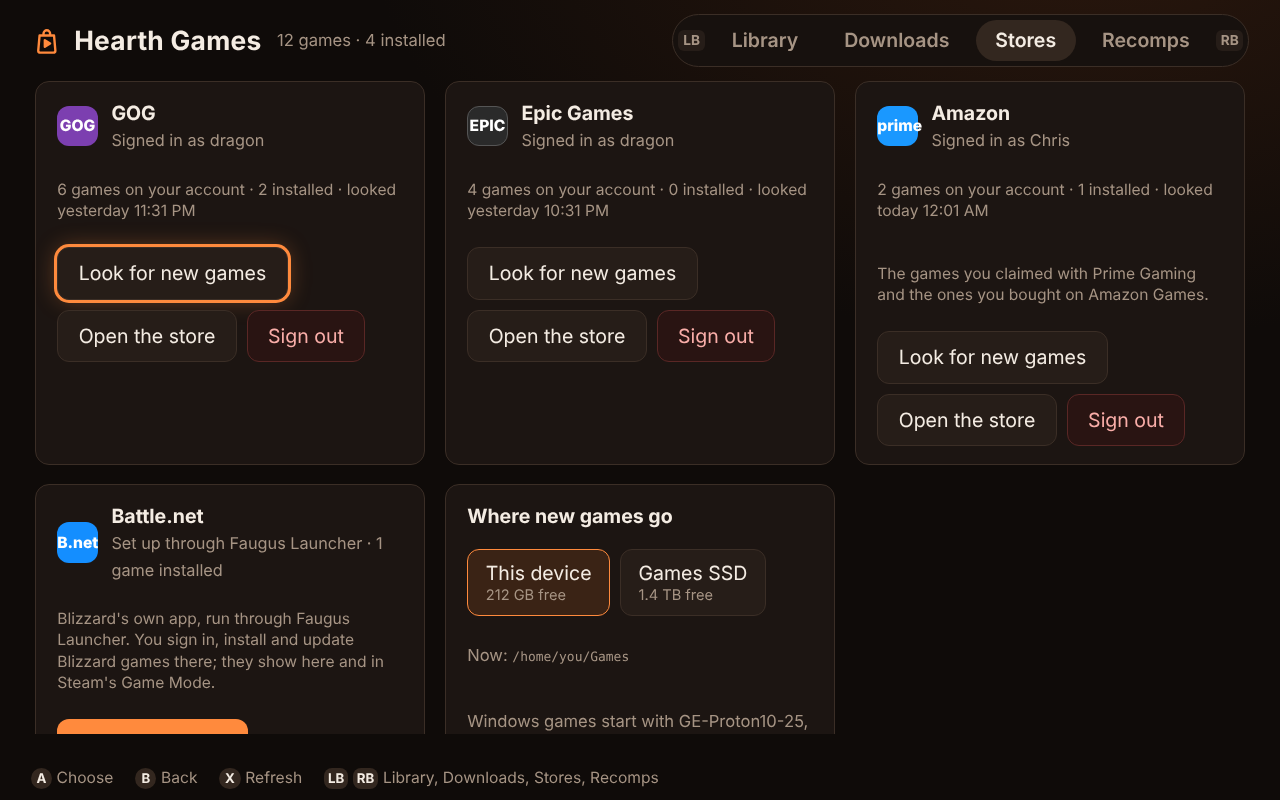 Hearth Games
12 games · 4 installed
LB
Library
Downloads
Stores
Recomps
RB
GOG
GOG
Signed in as dragon
6 games on your account · 2 installed · looked
yesterday 11:31 PM
Look for new games
Open the store
Sign out
EPIC
Epic Games
Signed in as dragon
4 games on your account · 0 installed · looked
yesterday 10:31 PM
Look for new games
Open the store
Sign out
prime
Amazon
Signed in as Chris
2 games on your account · 1 installed · looked
today 12:01 AM
The games you claimed with Prime Gaming
and the ones you bought on Amazon Games.
Look for new games
Open the store
Sign out
B.net
Battle.net
Set up through Faugus Launcher · 1
game installed
Blizzard's own app, run through Faugus
Launcher. You sign in, install and update
Blizzard games there; they show here and in
Steam's Game Mode.
Where new games go
This device
212 GB free
Games SSD
1.4 TB free
Now: /home/you/Games
Windows games start with GE-Proton10-25,
A Choose
B Back
X Refresh
LB RB Library, Downloads, Stores, Recomps